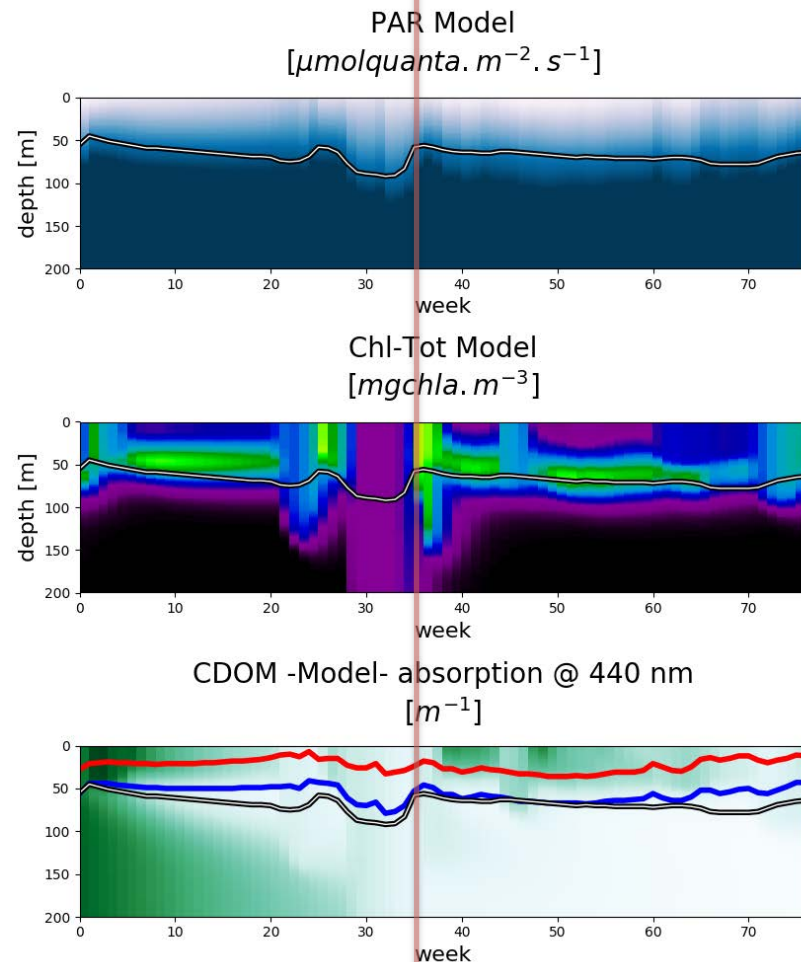 PAR Model
[μmolquanta.m⁻².s⁻¹]
0
50
100
150
200
depth [m]
0 10 20 30 40 50 60 70
week
Chl-Tot Model
[mgchla.m⁻³]
0
50
100
150
200
depth [m]
0 10 20 30 40 50 60 70
week
CDOM -Model- absorption @ 440 nm
[m⁻¹]
0
50
100
150
200
0 10 20 30 40 50 60 70
week